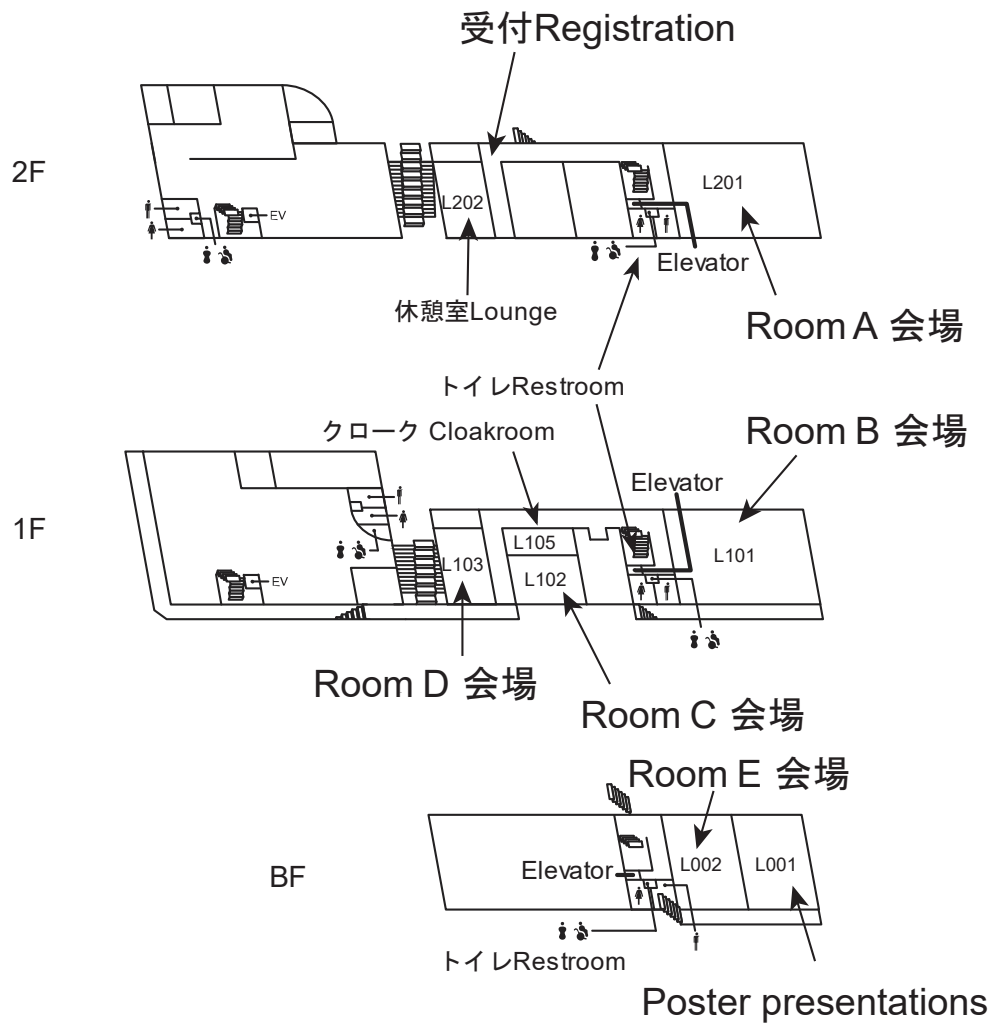 受付Registration
2F
L201
L202
EV
Elevator
休憩室Lounge
Room A 会場
トイレRestroom
クローク Cloakroom
Room B 会場
Elevator
1F
L105
L101
L103
L102
EV
Room D 会場
Room C 会場
Room E 会場
BF
Elevator
L002
L001
トイレRestroom
Poster presentations